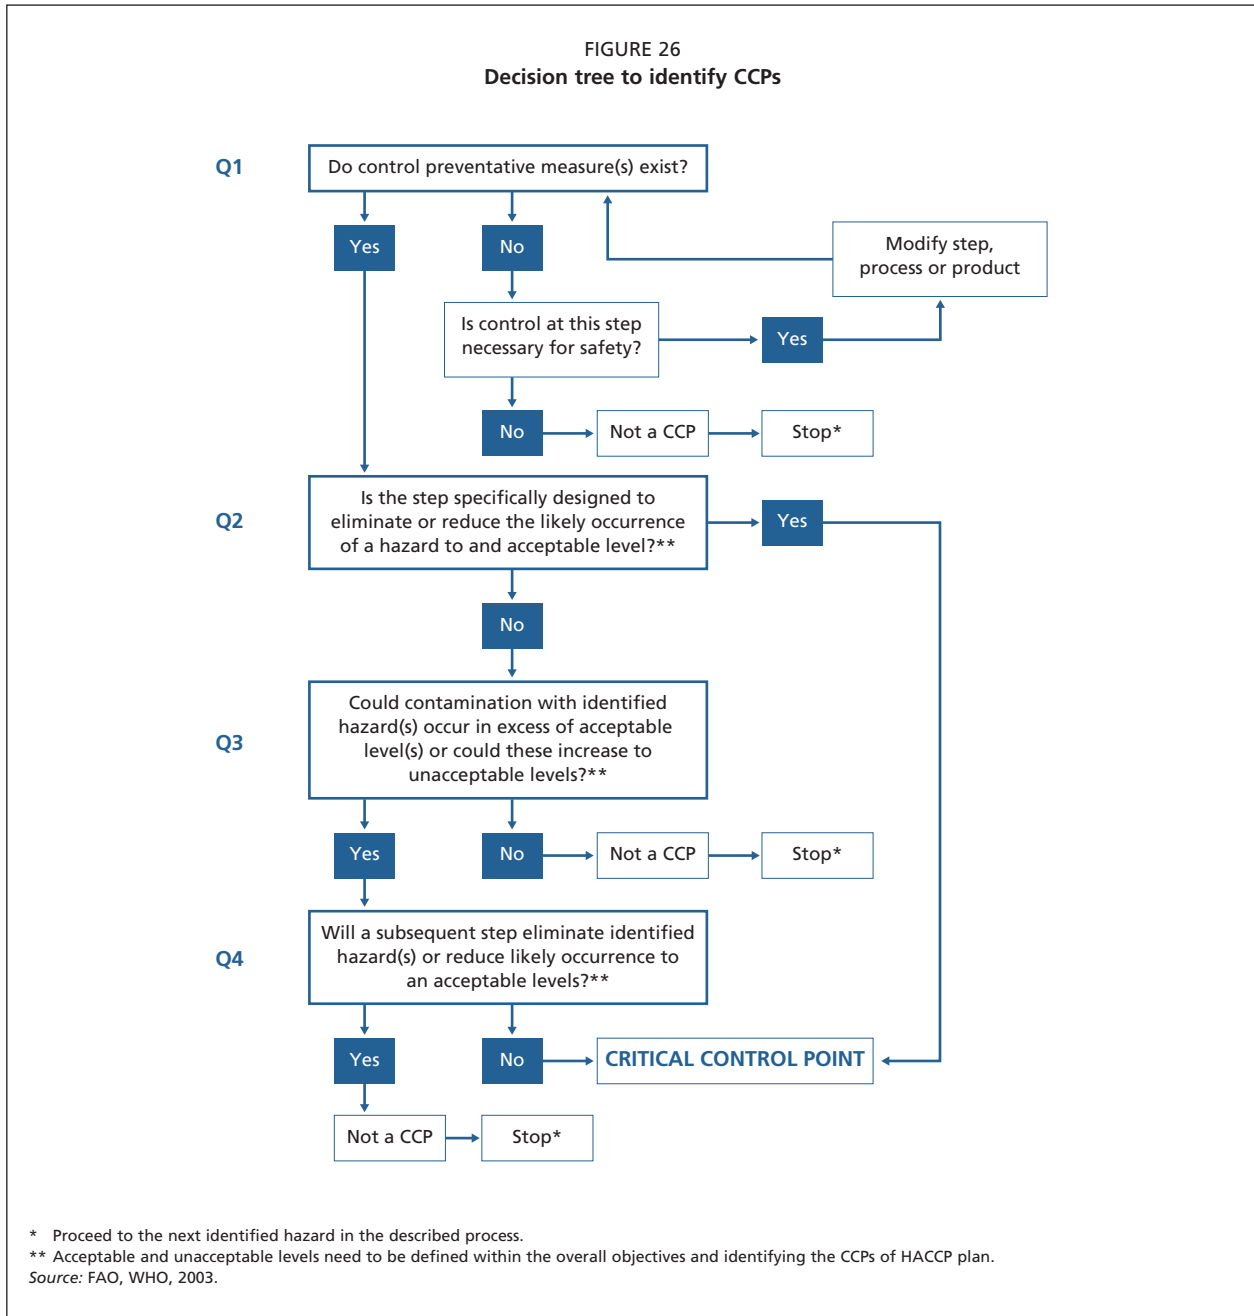 FIGURE 26
Decision tree to identify CCPs
Q1
Do control preventative measure(s) exist?
Yes
No
Modify step,
process or product
Is control at this step
necessary for safety?
Yes
No
Not a CCP
Stop*
Q2
Is the step specifically designed to
eliminate or reduce the likely occurrence
of a hazard to and acceptable level?**
Yes
No
Q3
Could contamination with identified
hazard(s) occur in excess of acceptable
level(s) or could these increase to
unacceptable levels?**
Yes
No
Not a CCP
Stop*
Q4
Will a subsequent step eliminate identified
hazard(s) or reduce likely occurrence to
an acceptable levels?**
Yes
No
CRITICAL CONTROL POINT
Not a CCP
Stop*
* Proceed to the next identified hazard in the described process.
** Acceptable and unacceptable levels need to be defined within the overall objectives and identifying the CCPs of HACCP plan.
Source: FAO, WHO, 2003.